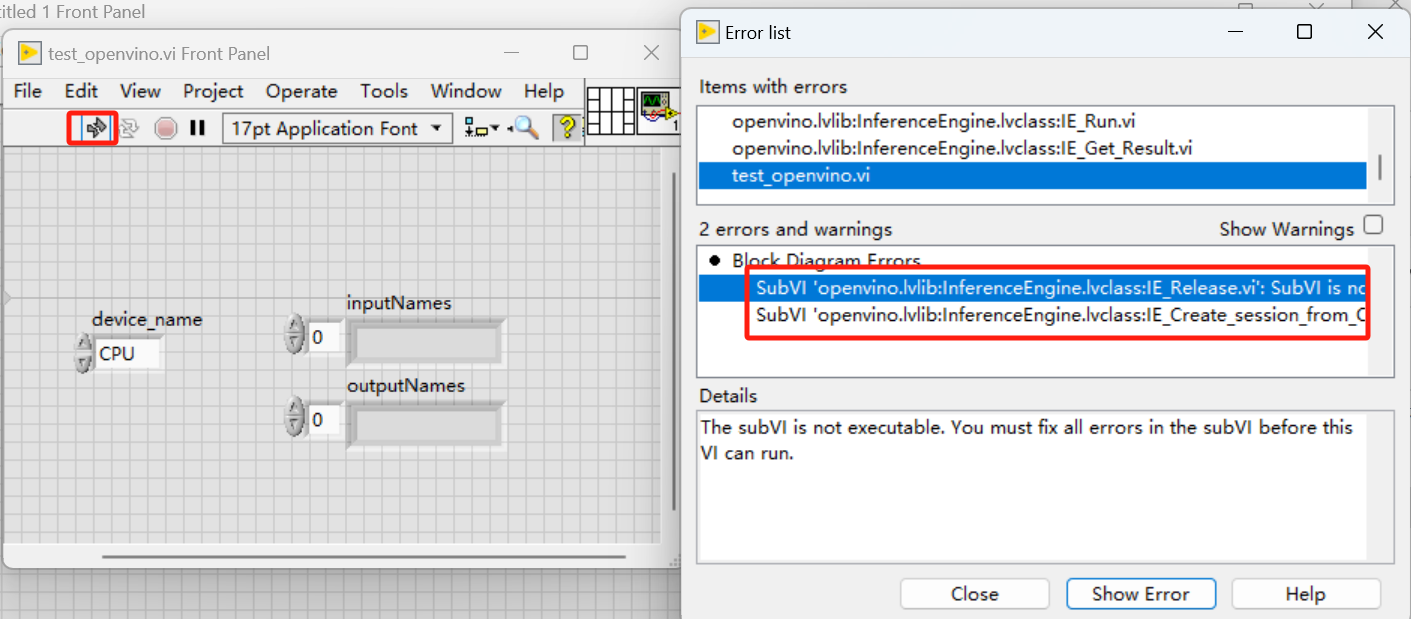 titled 1 Front Panel
test_openvino.vi Front Panel
File Edit View Project Operate Tools Window Help
17pt Application Font
?
1
device_name
CPU
inputNames
0
outputNames
0
Error list
Items with errors
openvino.lvlib:InferenceEngine.lvclass:IE_Run.vi
openvino.lvlib:InferenceEngine.lvclass:IE_Get_Result.vi
test_openvino.vi
2 errors and warnings
Show Warnings
Block Diagram Errors
SubVI 'openvino.lvlib:InferenceEngine.lvclass:IE_Release.vi': SubVI is no
SubVI 'openvino.lvlib:InferenceEngine.lvclass:IE_Create_session_from_
Details
The subVI is not executable. You must fix all errors in the subVI before this
VI can run.
Close
Show Error
Help